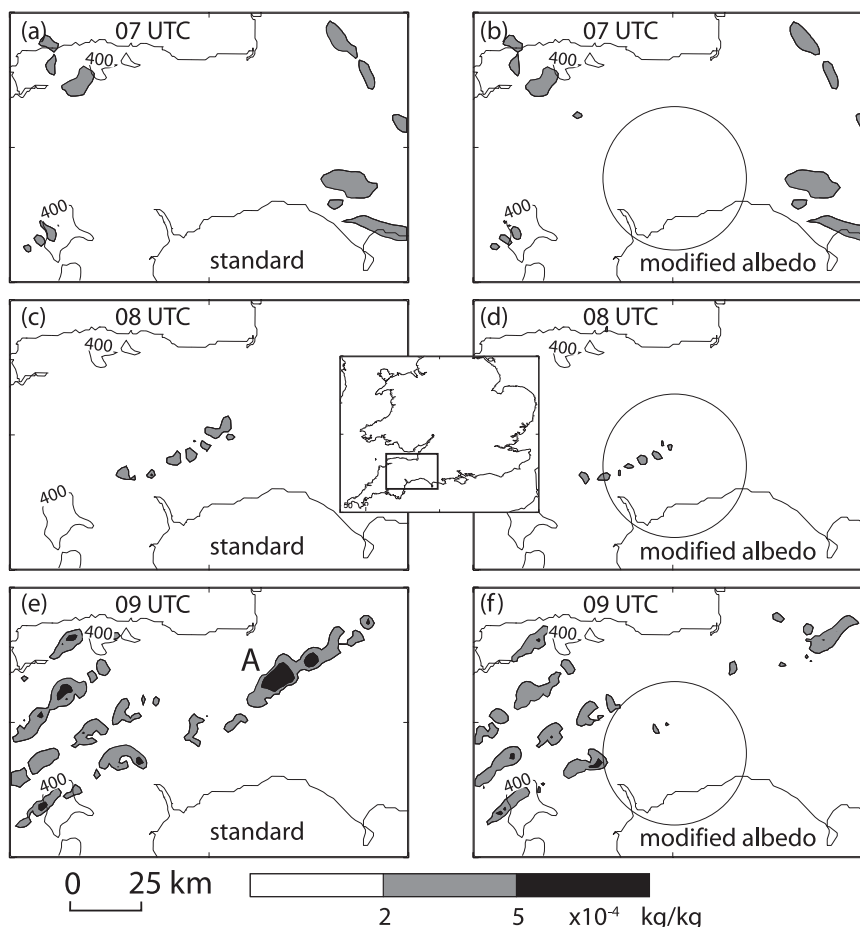 (a) 07 UTC
400
400
standard
(b) 07 UTC
400
400
modified albedo
(c) 08 UTC
400
400
standard
(d) 08 UTC
400
modified albedo
(e) 09 UTC
400
A
400
standard
(f) 09 UTC
400
400
modified albedo
0 25 km
2 5 x10⁻⁴ kg/kg